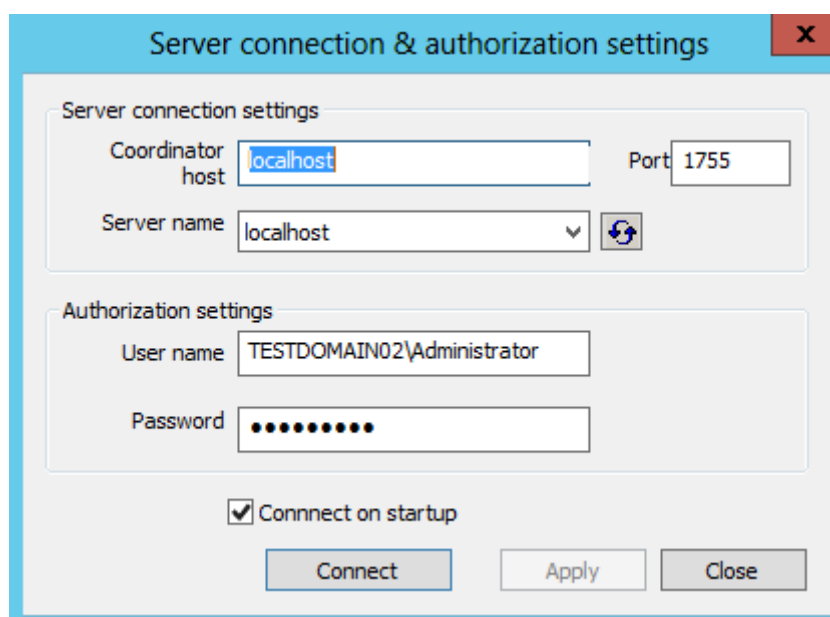 Server connection & authorization settings
x
Server connection settings
Coordinator host
localhost
Port
1755
Server name
localhost
Authorization settings
User name
TESTDOMAIN02\Administrator
Password
•••••••••
Connnect on startup
Connect
Apply
Close